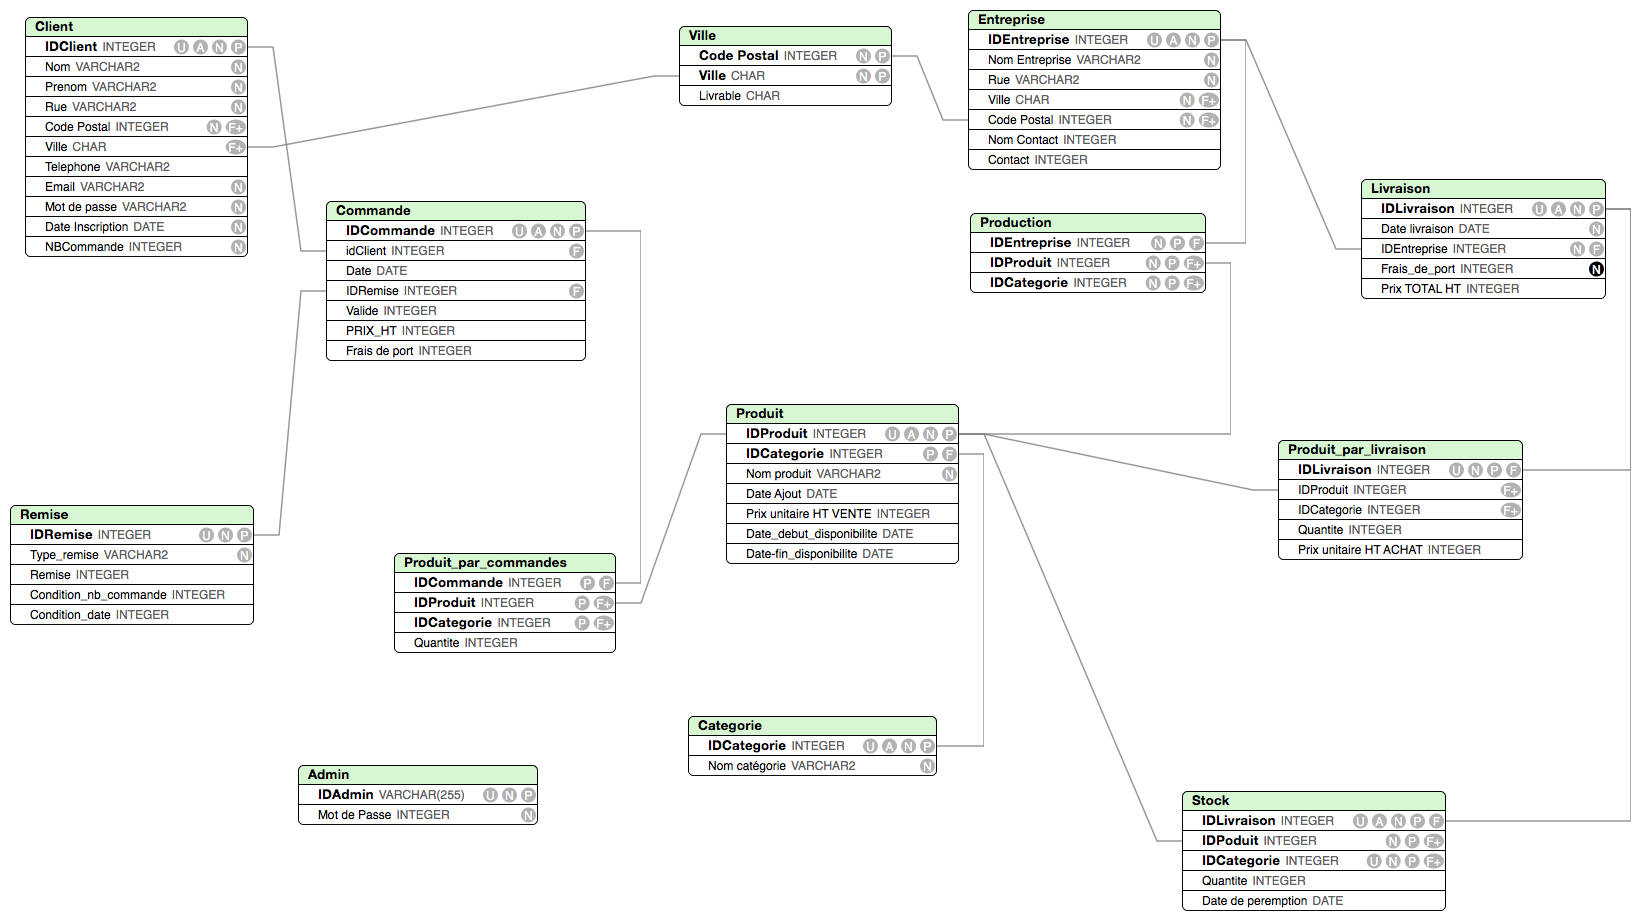 Client
IDClient INTEGER U A N P
Nom VARCHAR2 N
Prenom VARCHAR2 N
Rue VARCHAR2 N
Code Postal INTEGER N F+
Ville CHAR F+
Telephone VARCHAR2
Email VARCHAR2 N
Mot de passe VARCHAR2 N
Date Inscription DATE N
NBCommande INTEGER N
Ville
Code Postal INTEGER N P
Ville CHAR N P
Livrable CHAR
Entreprise
IDEntreprise INTEGER U A N P
Nom Entreprise VARCHAR2 N
Rue VARCHAR2 N
Ville CHAR N F+
Code Postal INTEGER N F+
Nom Contact INTEGER
Contact INTEGER
Livraison
IDLivraison INTEGER U A N P
Date livraison DATE N
IDEntreprise INTEGER N F
Frais_de_port INTEGER N
Prix TOTAL HT INTEGER
Commande
IDCommande INTEGER U A N P
idClient INTEGER F
Date DATE
IDRemise INTEGER F
Valide INTEGER
PRIX_HT INTEGER
Frais de port INTEGER
Production
IDEntreprise INTEGER N P F
IDProduit INTEGER N P F+
IDCategorie INTEGER N P F+
Produit
IDProduit INTEGER U A N P
IDCategorie INTEGER P F
Nom produit VARCHAR2 N
Date Ajout DATE
Prix unitaire HT VENTE INTEGER
Date_debut_disponibilite DATE
Date-fin_disponibilite DATE
Produit_par_livraison
IDLivraison INTEGER U N P F
IDProduit INTEGER F+
IDCategorie INTEGER F+
Quantite INTEGER
Prix unitaire HT ACHAT INTEGER
Remise
IDRemise INTEGER U N P
Type_remise VARCHAR2 N
Remise INTEGER
Condition_nb_commande INTEGER
Condition_date INTEGER
Produit_par_commandes
IDCommande INTEGER P F
IDProduit INTEGER P F+
IDCategorie INTEGER P F+
Quantite INTEGER
Categorie
IDCategorie INTEGER U A N P
Nom catégorie VARCHAR2 N
Admin
IDAdmin VARCHAR(255) U N P
Mot de Passe INTEGER N
Stock
IDLivraison INTEGER U A N P F
IDPoduit INTEGER N P F+
IDCategorie INTEGER U N P F+
Quantite INTEGER
Date de peremption DATE